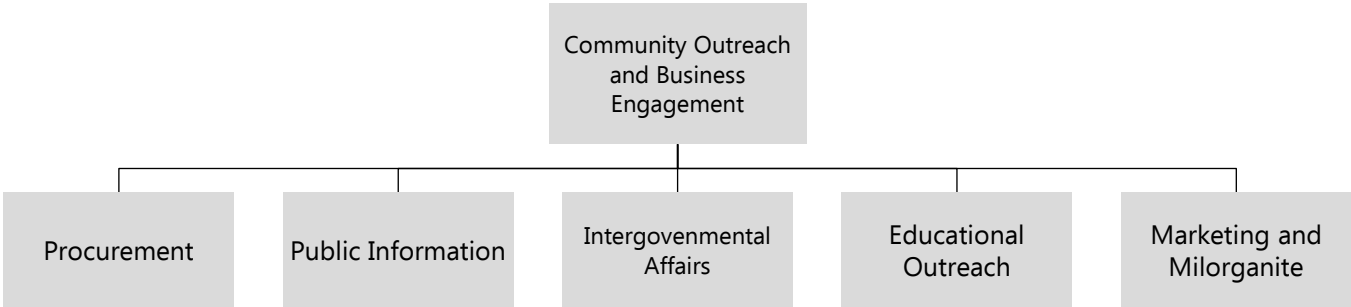 Community Outreach
and Business
Engagement
Procurement
Public Information
Intergovenmental
Affairs
Educational
Outreach
Marketing and
Milorganite